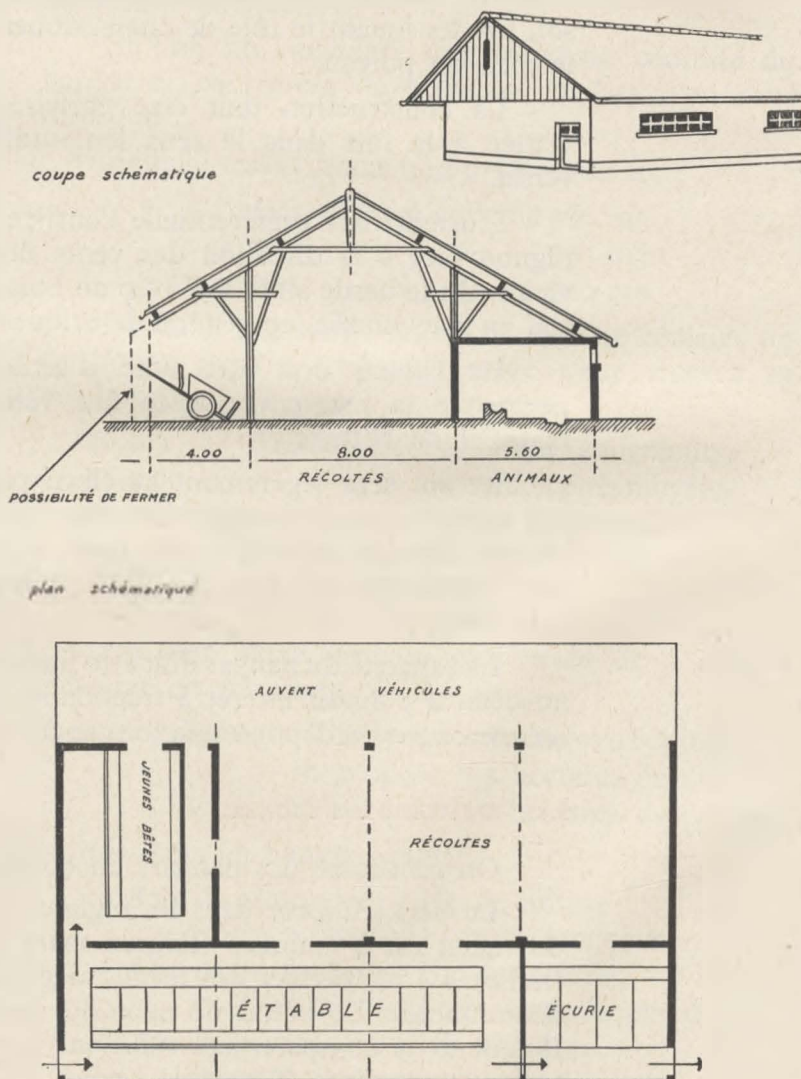 coupe schématique
4.00 8.00 5.60
RÉCOLTES ANIMAUX
POSSIBILITÉ DE FERMER
plan schématique
AUVENT VÉHICULES
JEUNES BÊTES
RÉCOLTES
ÉTABLE
ÉCURIE